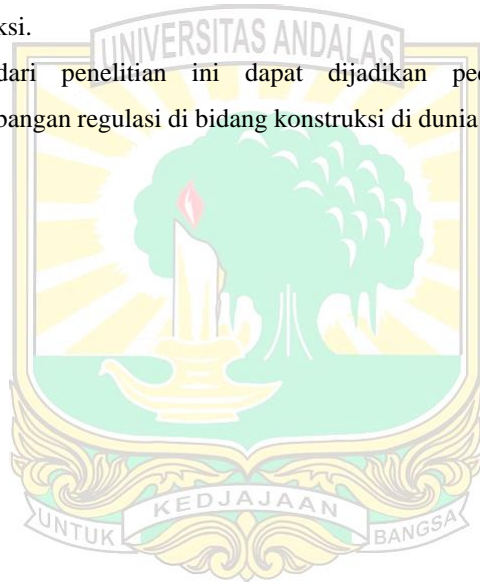 ksi.
UNIVERSITAS ANDALAS
dari penelitian ini dapat dijadikan pe
bangan regulasi di bidang konstruksi di dunia
KEDJAJAAN
UNTUK BANGSA